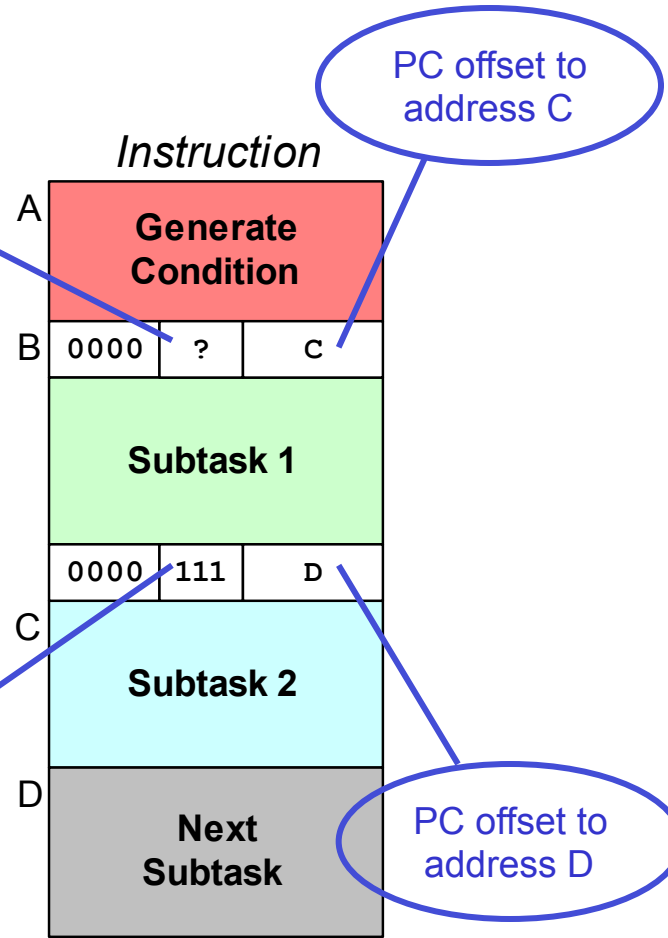 PC offset to
address C
Instruction
A
Generate
Condition
B 0000 ? C
Subtask 1
0000 111 D
C
Subtask 2
D
Next
Subtask
PC offset to
address D